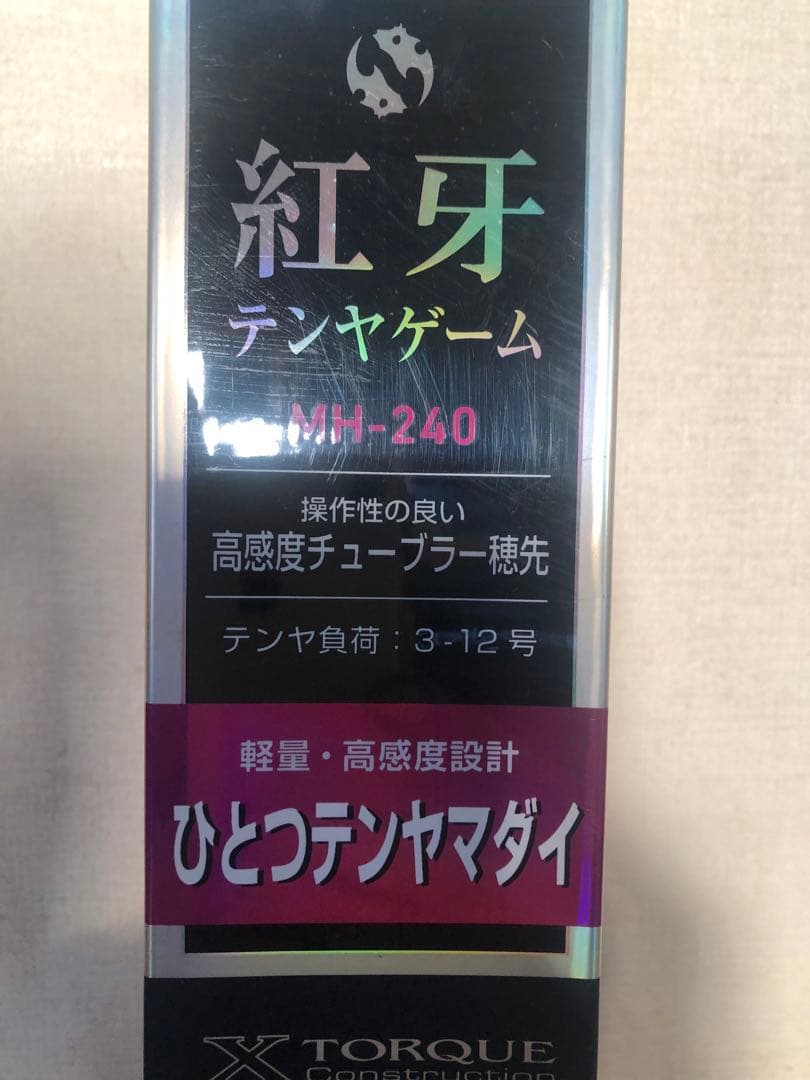 紅牙
テンヤゲーム
MH-240
操作性の良い
高感度チューブラー穂先
テンヤ負荷：3-12号
軽量・高感度設計
ひとつテンヤマダイ
X TORQUE
Construction